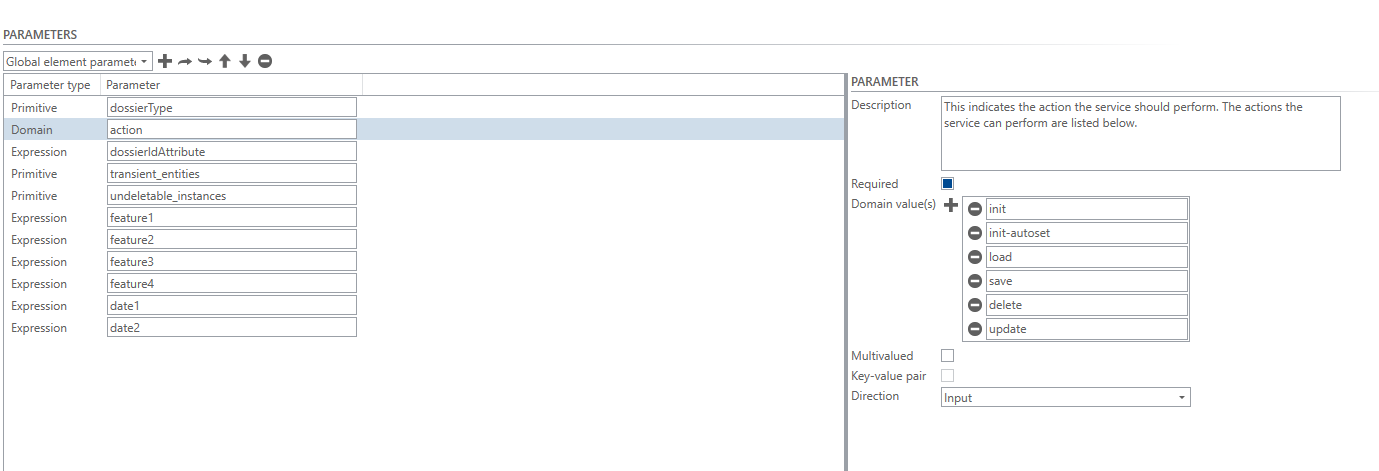 PARAMETERS
Global element paramete
Parameter type Parameter
Primitive dossierType
Domain action
Expression dossierIdAttribute
Primitive transient_entities
Primitive undeletable_instances
Expression feature1
Expression feature2
Expression feature3
Expression feature4
Expression date1
Expression date2
PARAMETER
Description This indicates the action the service should perform. The actions the
service can perform are listed below.
Required
Domain value(s) init
init-autoset
load
save
delete
update
Multivalued
Key-value pair
Direction Input